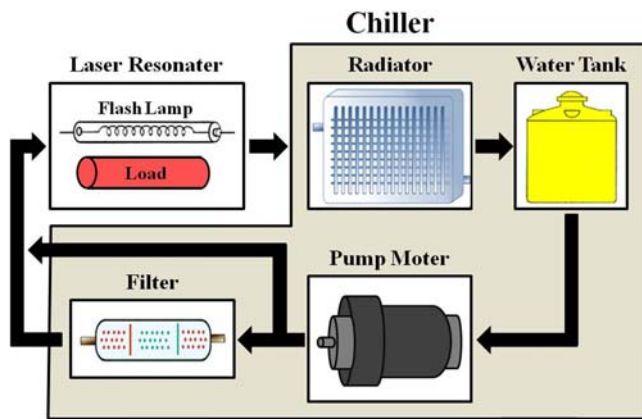 Chiller
Laser Resonater
Radiator
Water Tank
Flash Lamp
Load
Filter
Pump Moter